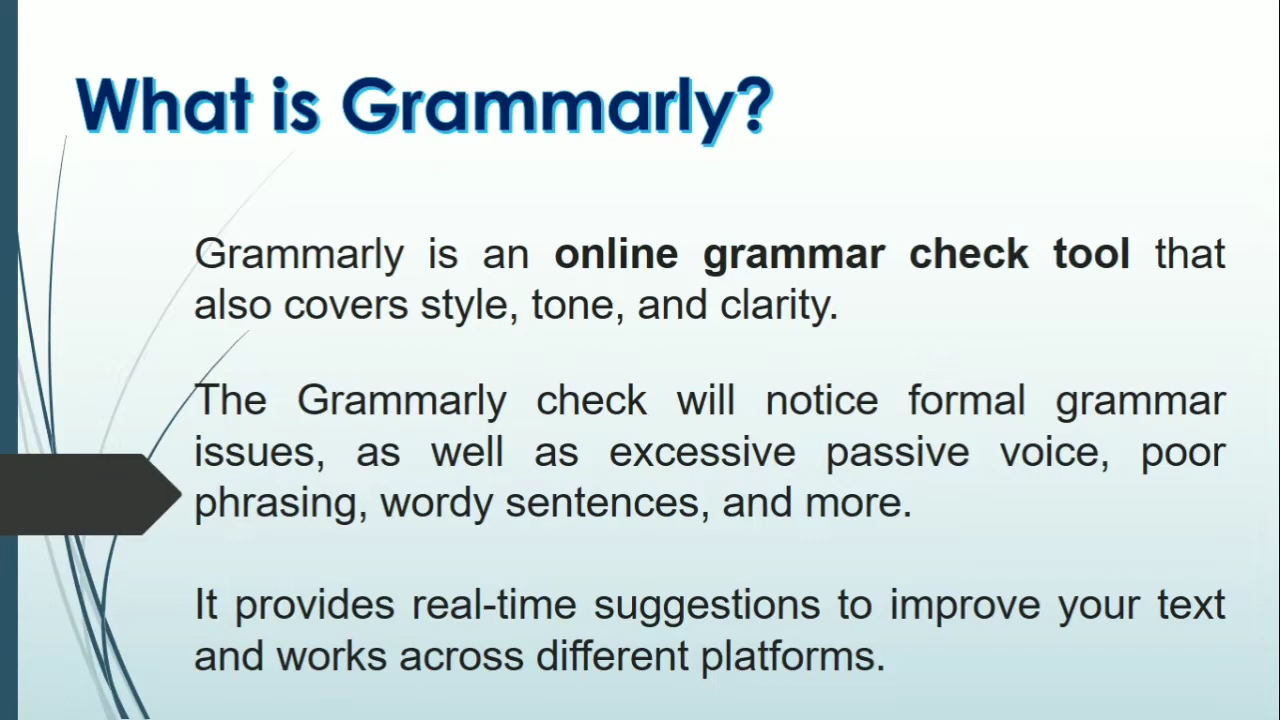 What is Grammarly?
Grammarly is an online grammar check tool that
also covers style, tone, and clarity.
The Grammarly check will notice formal grammar
issues, as well as excessive passive voice, poor
phrasing, wordy sentences, and more.
It provides real-time suggestions to improve your text
and works across different platforms.